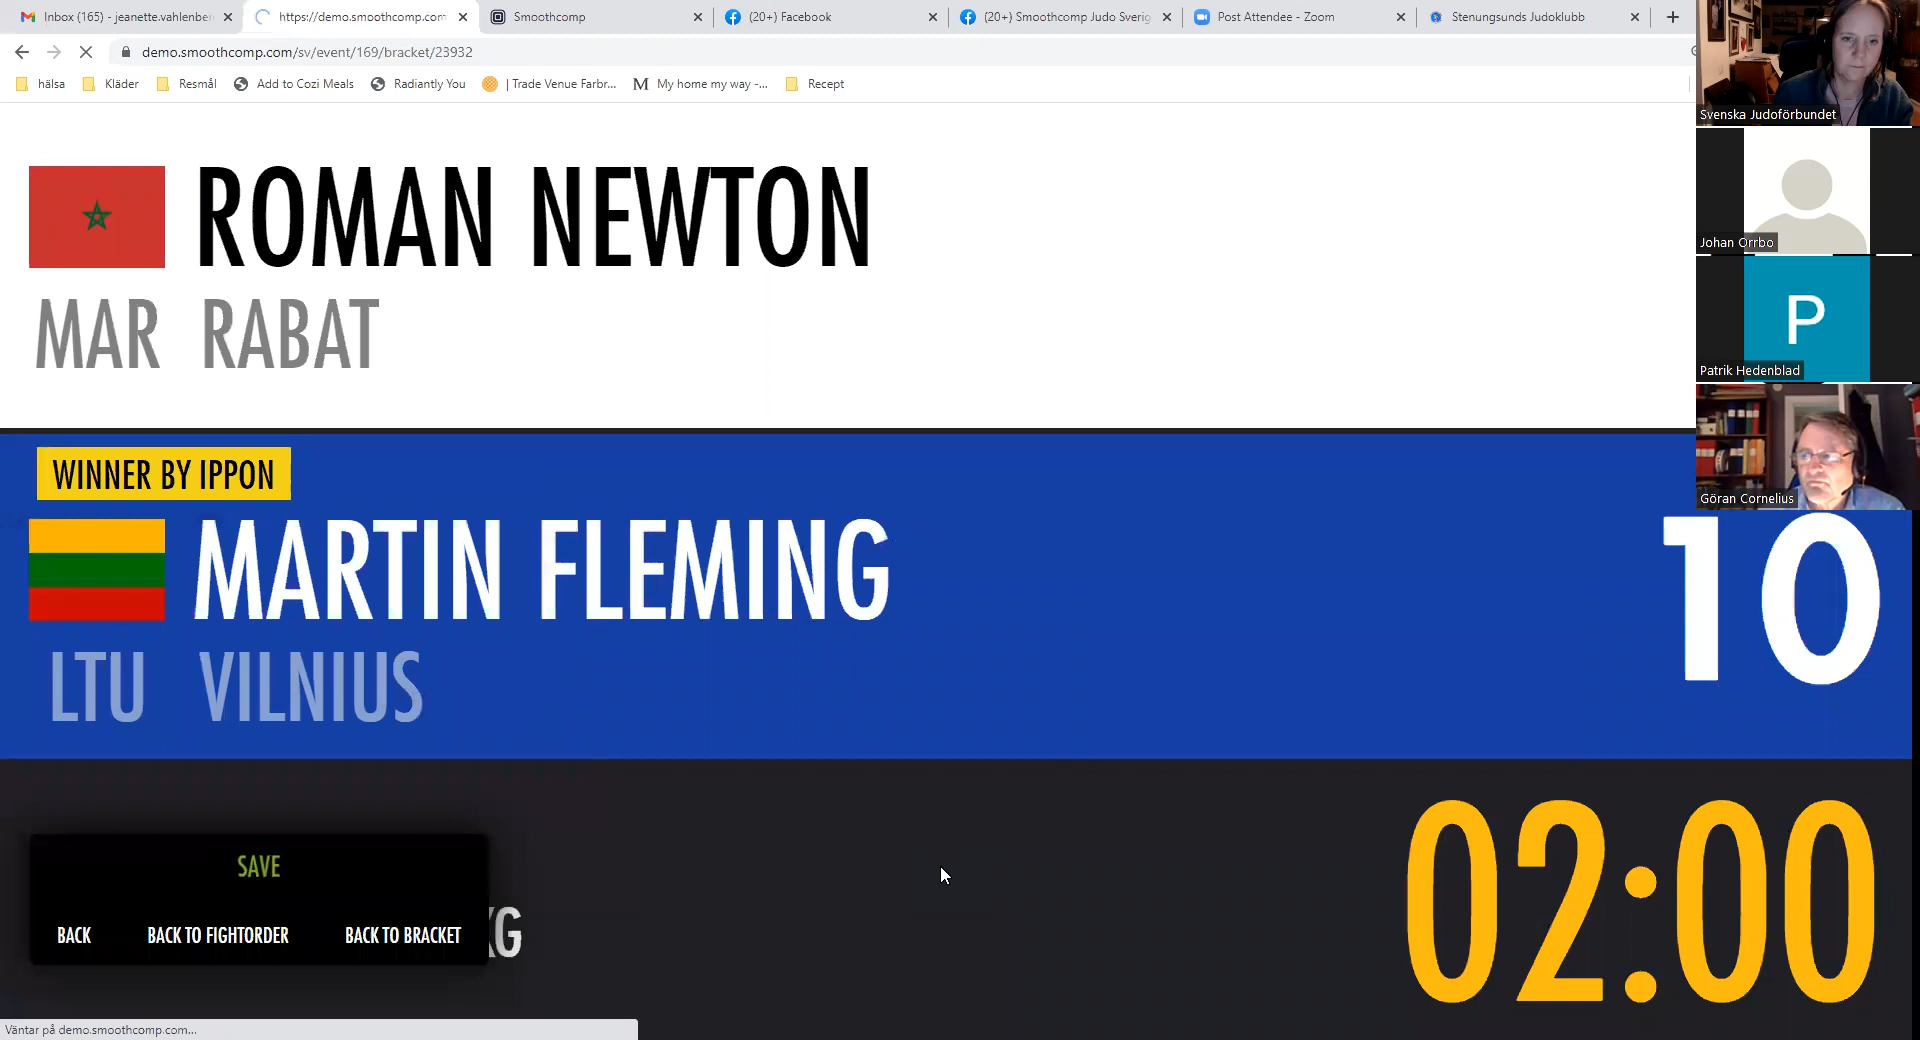 Inbox (165) - jeanette.vahlenber
https://demo.smoothcomp.com
Smoothcomp
(20+) Facebook
(20+) Smoothcomp Judo Sverig
Post Attendee - Zoom
Stenungsunds Judoklubb
demo.smoothcomp.com/sv/event/169/bracket/23932
hälsa
Kläder
Resmål
Add to Cozi Meals
Radiantly You
| Trade Venue Farbr...
My home my way -...
Recept
Svenska Judoförbundet
Johan Orrbo
P
Patrik Hedenblad
Göran Cornelius
ROMAN NEWTON
MAR RABAT
WINNER BY IPPON
MARTIN FLEMING
10
LTU VILNIUS
02:00
SAVE
BACK BACK TO FIGHTORDER BACK TO BRACKET
KG
Väntar på demo.smoothcomp.com...